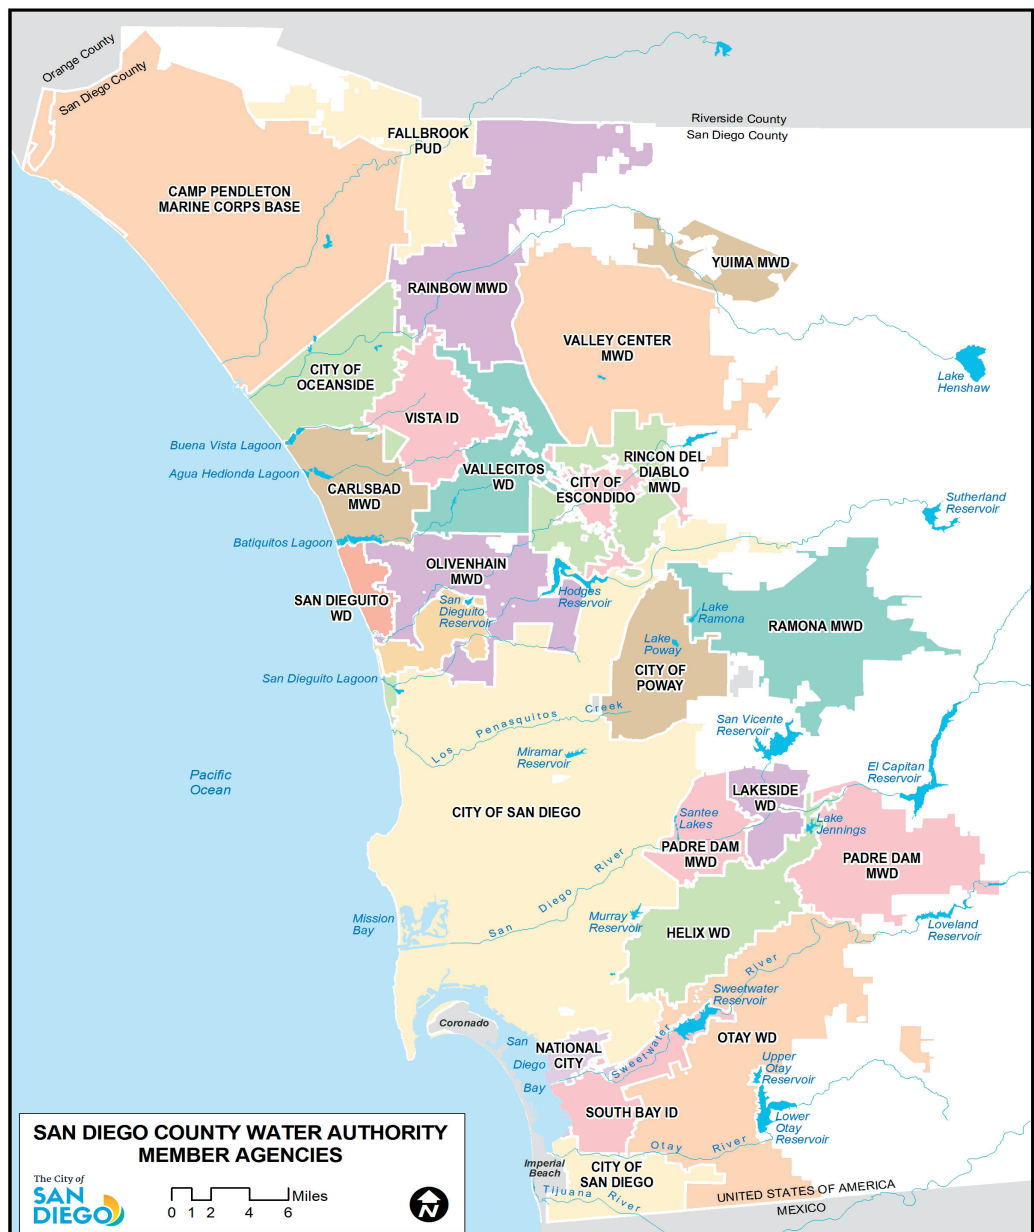 Orange County
San Diego County
Riverside County
San Diego County
FALLBROOK
PUD
CAMP PENDLETON
MARINE CORPS BASE
YUIMA MWD
RAINBOW MWD
VALLEY CENTER
MWD
Lake
Henshaw
CITY OF
OCEANSIDE
VISTA ID
Buena Vista Lagoon
Agua Hedionda Lagoon
CARLSBAD
MWD
VALLECITOS
WD
CITY OF
ESCONDIDO
RINCON DEL
DIABLO
MWD
Sutherland
Reservoir
Batiquitos Lagoon
OLIVENHAIN
MWD
SAN DIEGUITO
WD
San
Dieguito
Reservoir
Hodges
Reservoir
Lake
Ramona
RAMONA MWD
Lake
Poway
CITY OF
POWAY
San Dieguito Lagoon
Los Penasquitos Creek
San Vicente
Reservoir
Miramar
Reservoir
El Capitan
Reservoir
Pacific
Ocean
CITY OF SAN DIEGO
LAKESIDE
WD
Santee
Lakes
Lake
Jennings
PADRE DAM
MWD
PADRE DAM
MWD
San Diego River
Mission
Bay
Murray
Reservoir
HELIX WD
Loveland
Reservoir
Sweetwater River
Sweetwater
Reservoir
Coronado
San
Diego
Bay
NATIONAL
CITY
OTAY WD
Upper
Otay
Reservoir
Lower
Otay
Reservoir
SOUTH BAY ID
Otay River
Imperial
Beach
CITY OF
SAN DIEGO
Tijuana River
UNITED STATES OF AMERICA
MEXICO
SAN DIEGO COUNTY WATER AUTHORITY
MEMBER AGENCIES
The City of
SAN
DIEGO
Miles
0 1 2 4 6
N